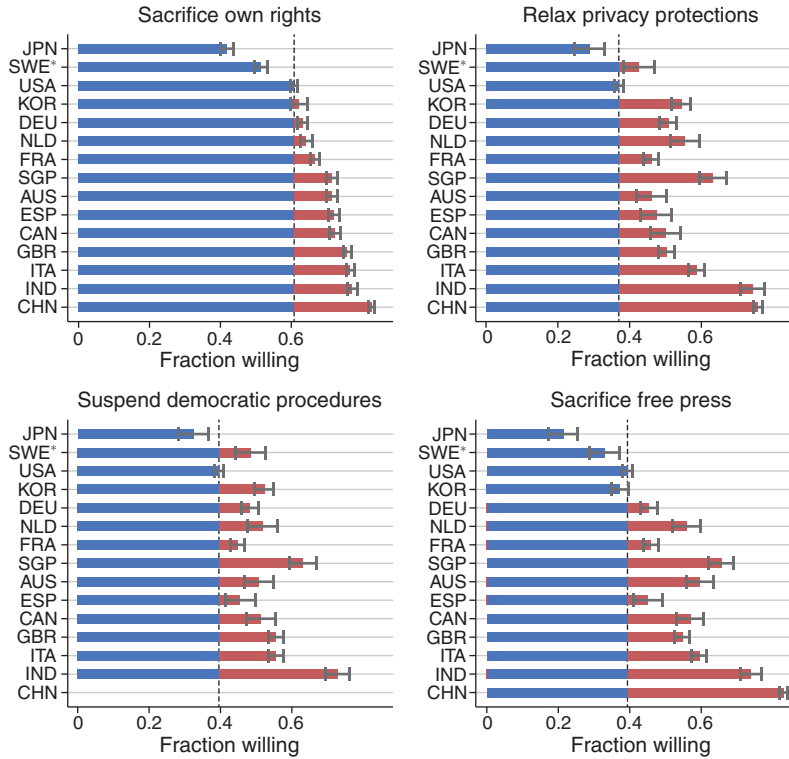 Sacrifice own rights
JPN
SWE*
USA
KOR
DEU
NLD
FRA
SGP
AUS
ESP
CAN
GBR
ITA
IND
CHN
0 0.2 0.4 0.6
Fraction willing
Relax privacy protections
JPN
SWE*
USA
KOR
DEU
NLD
FRA
SGP
AUS
ESP
CAN
GBR
ITA
IND
CHN
0 0.2 0.4 0.6
Fraction willing
Suspend democratic procedures
JPN
SWE*
USA
KOR
DEU
NLD
FRA
SGP
AUS
ESP
CAN
GBR
ITA
IND
CHN
0 0.2 0.4 0.6
Fraction willing
Sacrifice free press
JPN
SWE*
USA
KOR
DEU
NLD
FRA
SGP
AUS
ESP
CAN
GBR
ITA
IND
CHN
0 0.2 0.4 0.6
Fraction willing